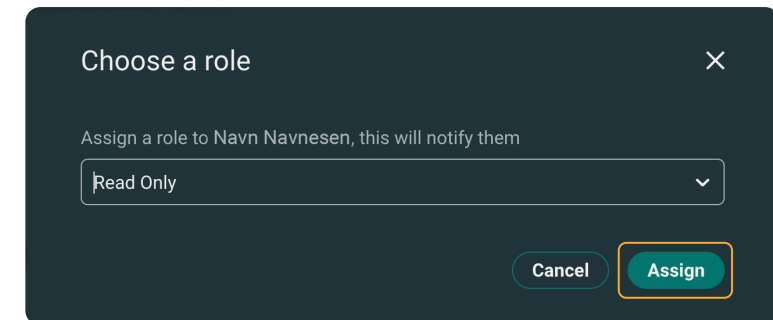 Choose a role
Assign a role to Navn Navnesen, this will notify them
Read Only
Cancel
Assign